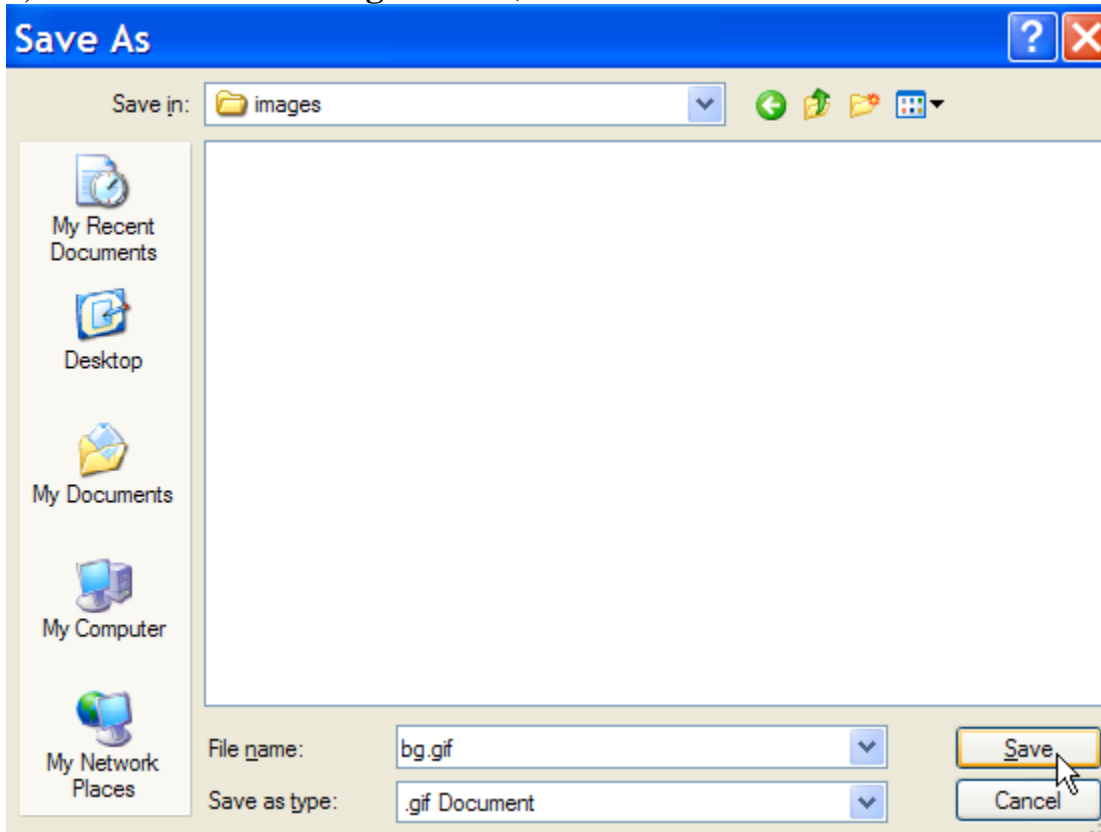 Save As
Save in:
images
My Recent
Documents
Desktop
My Documents
My Computer
My Network
Places
File name:
bg.gif
Save
Save as type:
.gif Document
Cancel